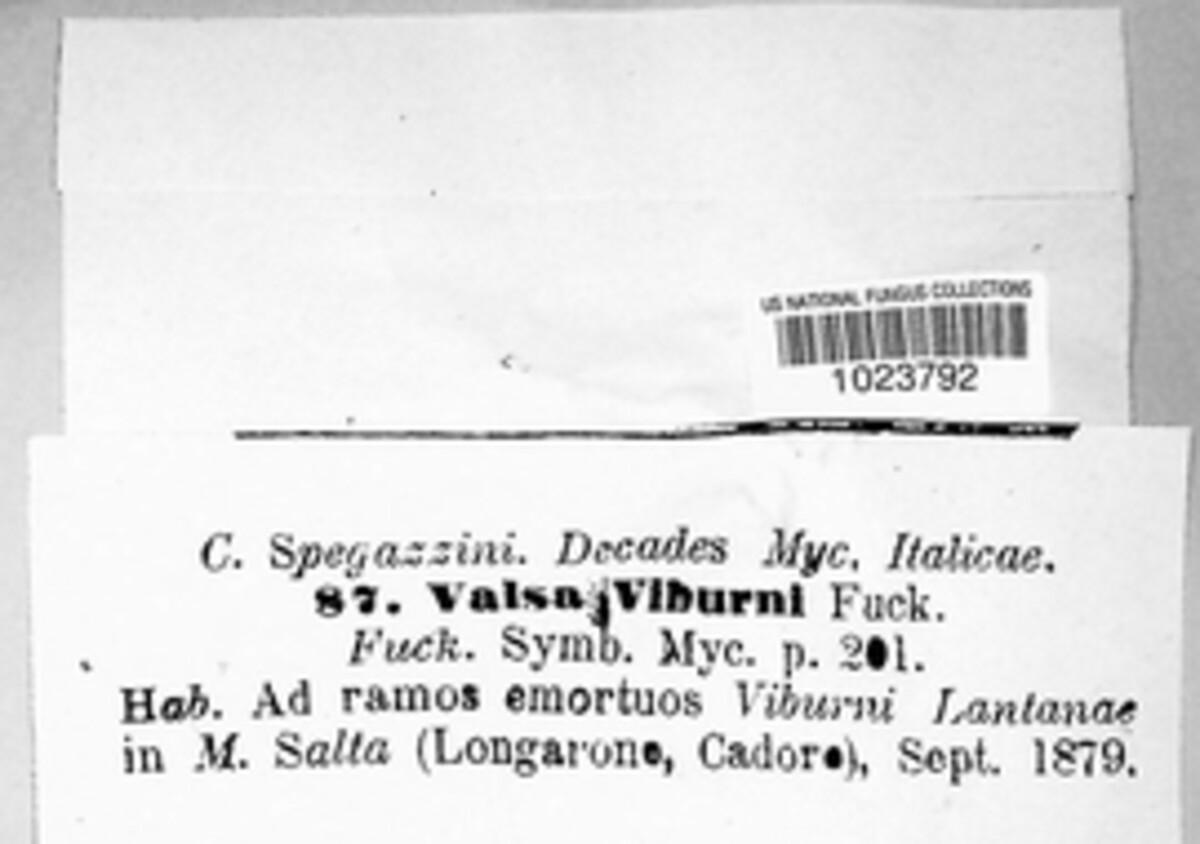 US NATIONAL FUNGUS COLLECTIONS
1023792
C. Spegazzini. Decades Myc. Italicae.
87. Valsa Viburni Fuck.
Fuck. Symb. Myc. p. 201.
Hab. Ad ramos emortuos Viburni Lantanae
in M. Salta (Longarone, Cadore), Sept. 1879.